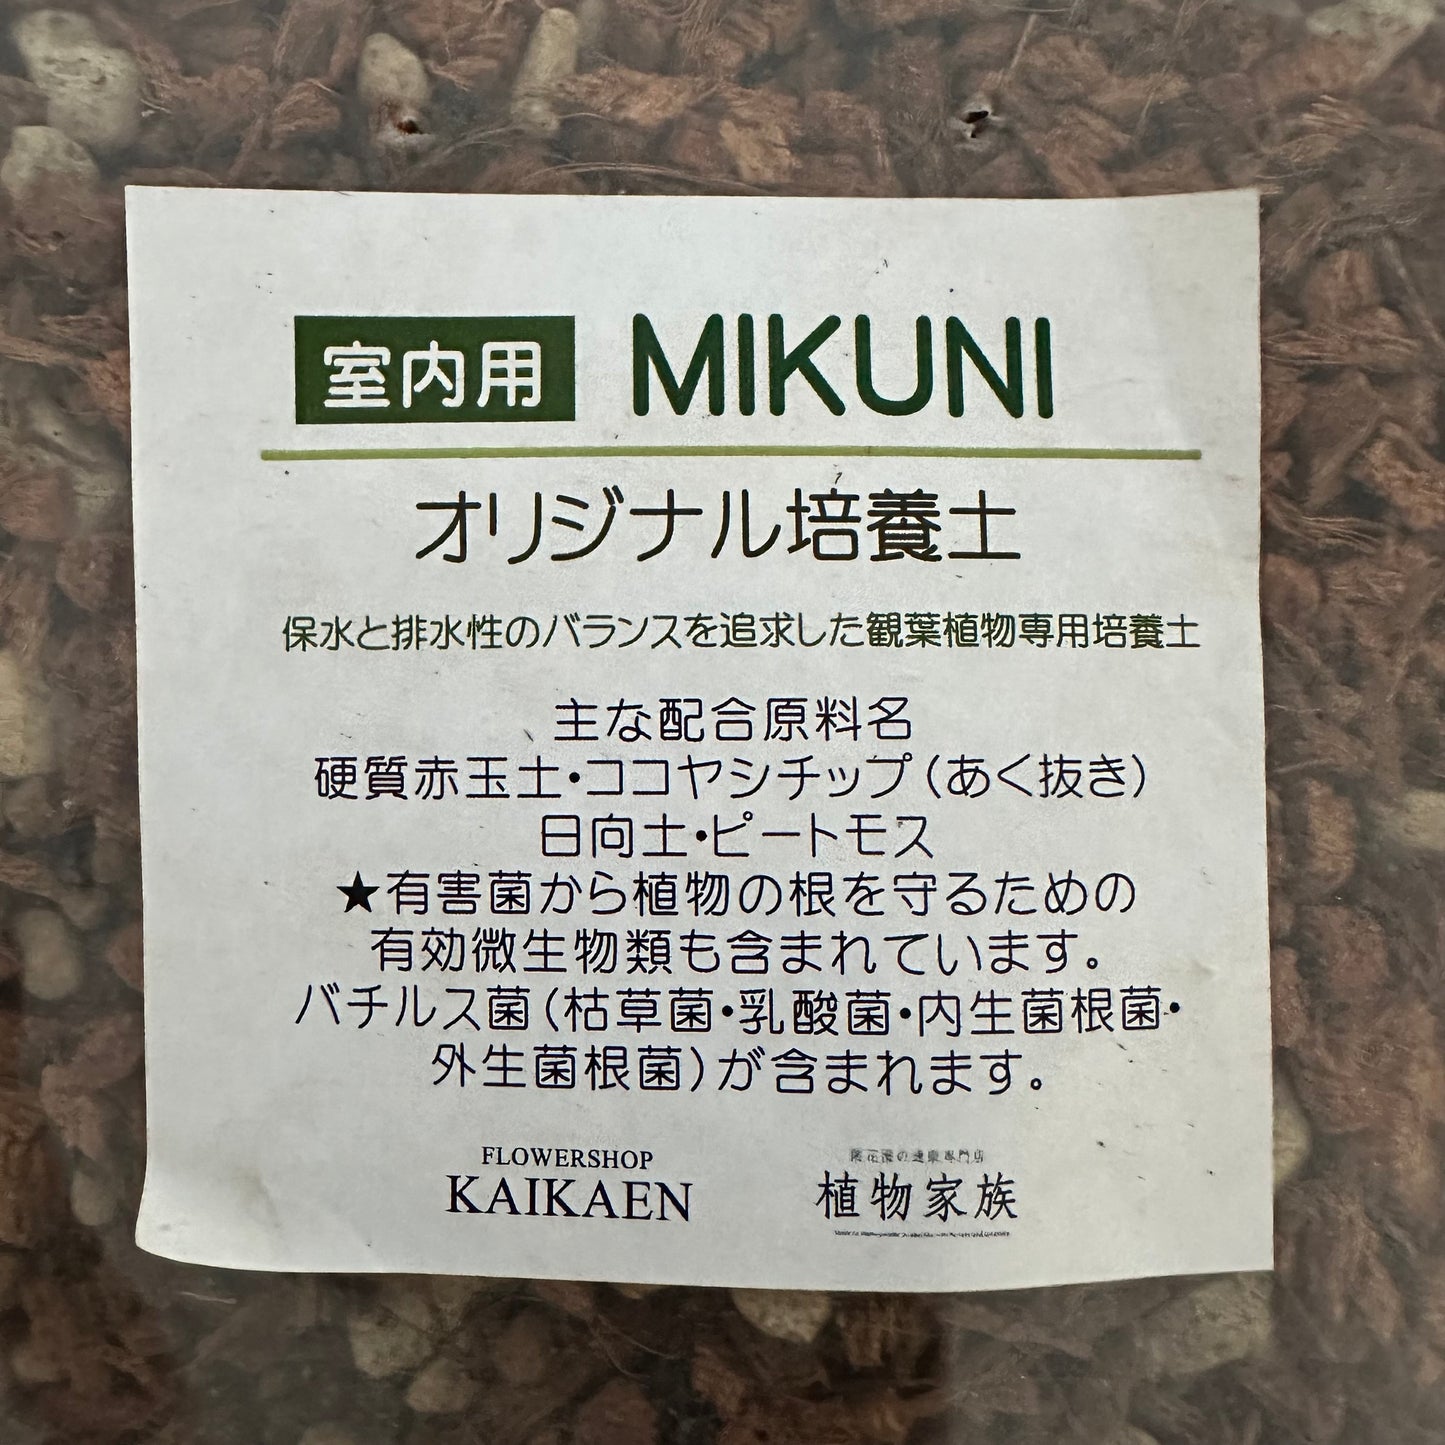 室内用 MIKUNI
オリジナル培養土
保水と排水性のバランスを追求した観葉植物専用培養土
主な配合原料名
硬質赤玉土・ココヤシチップ(あく抜き)
日向土・ピートモス
★有害菌から植物の根を守るための
有効微生物類も含まれています。
バチルス菌(枯草菌・乳酸菌・内生菌根菌・
外生菌根菌)が含まれます。
FLOWERSHOP
KAIKAEN
植物家族